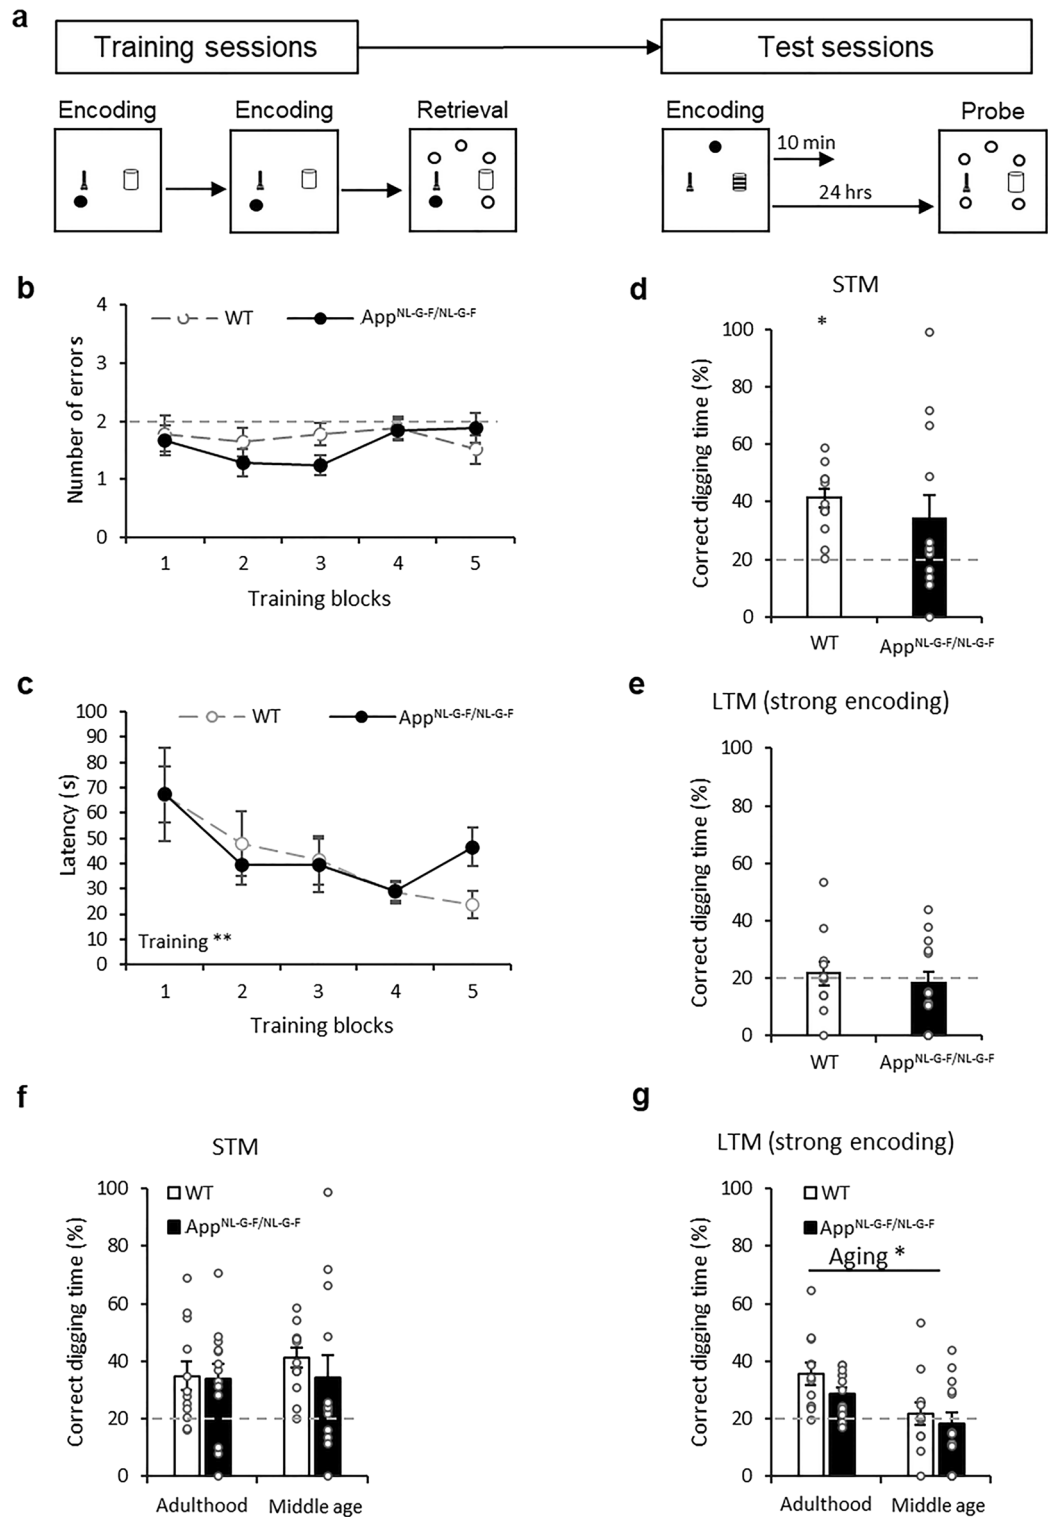 a
Training sessions
Test sessions
Encoding
Encoding
Retrieval
Encoding
Probe
10 min
24 hrs
b
WT
App^NL-G-F/NL-G-F
4
3
2
1
0
Number of errors
1 2 3 4 5
Training blocks
d
STM
*
100
80
60
40
20
0
Correct digging time (%)
WT
App^NL-G-F/NL-G-F
c
WT
App^NL-G-F/NL-G-F
100
90
80
70
60
50
40
30
20
10
0
Latency (s)
Training **
1 2 3 4 5
Training blocks
e
LTM (strong encoding)
100
80
60
40
20
0
Correct digging time (%)
WT
App^NL-G-F/NL-G-F
f
STM
WT
App^NL-G-F/NL-G-F
100
80
60
40
20
0
Correct digging time (%)
Adulthood
Middle age
g
LTM (strong encoding)
WT
App^NL-G-F/NL-G-F
Aging *
100
80
60
40
20
0
Correct digging time (%)
Adulthood
Middle age